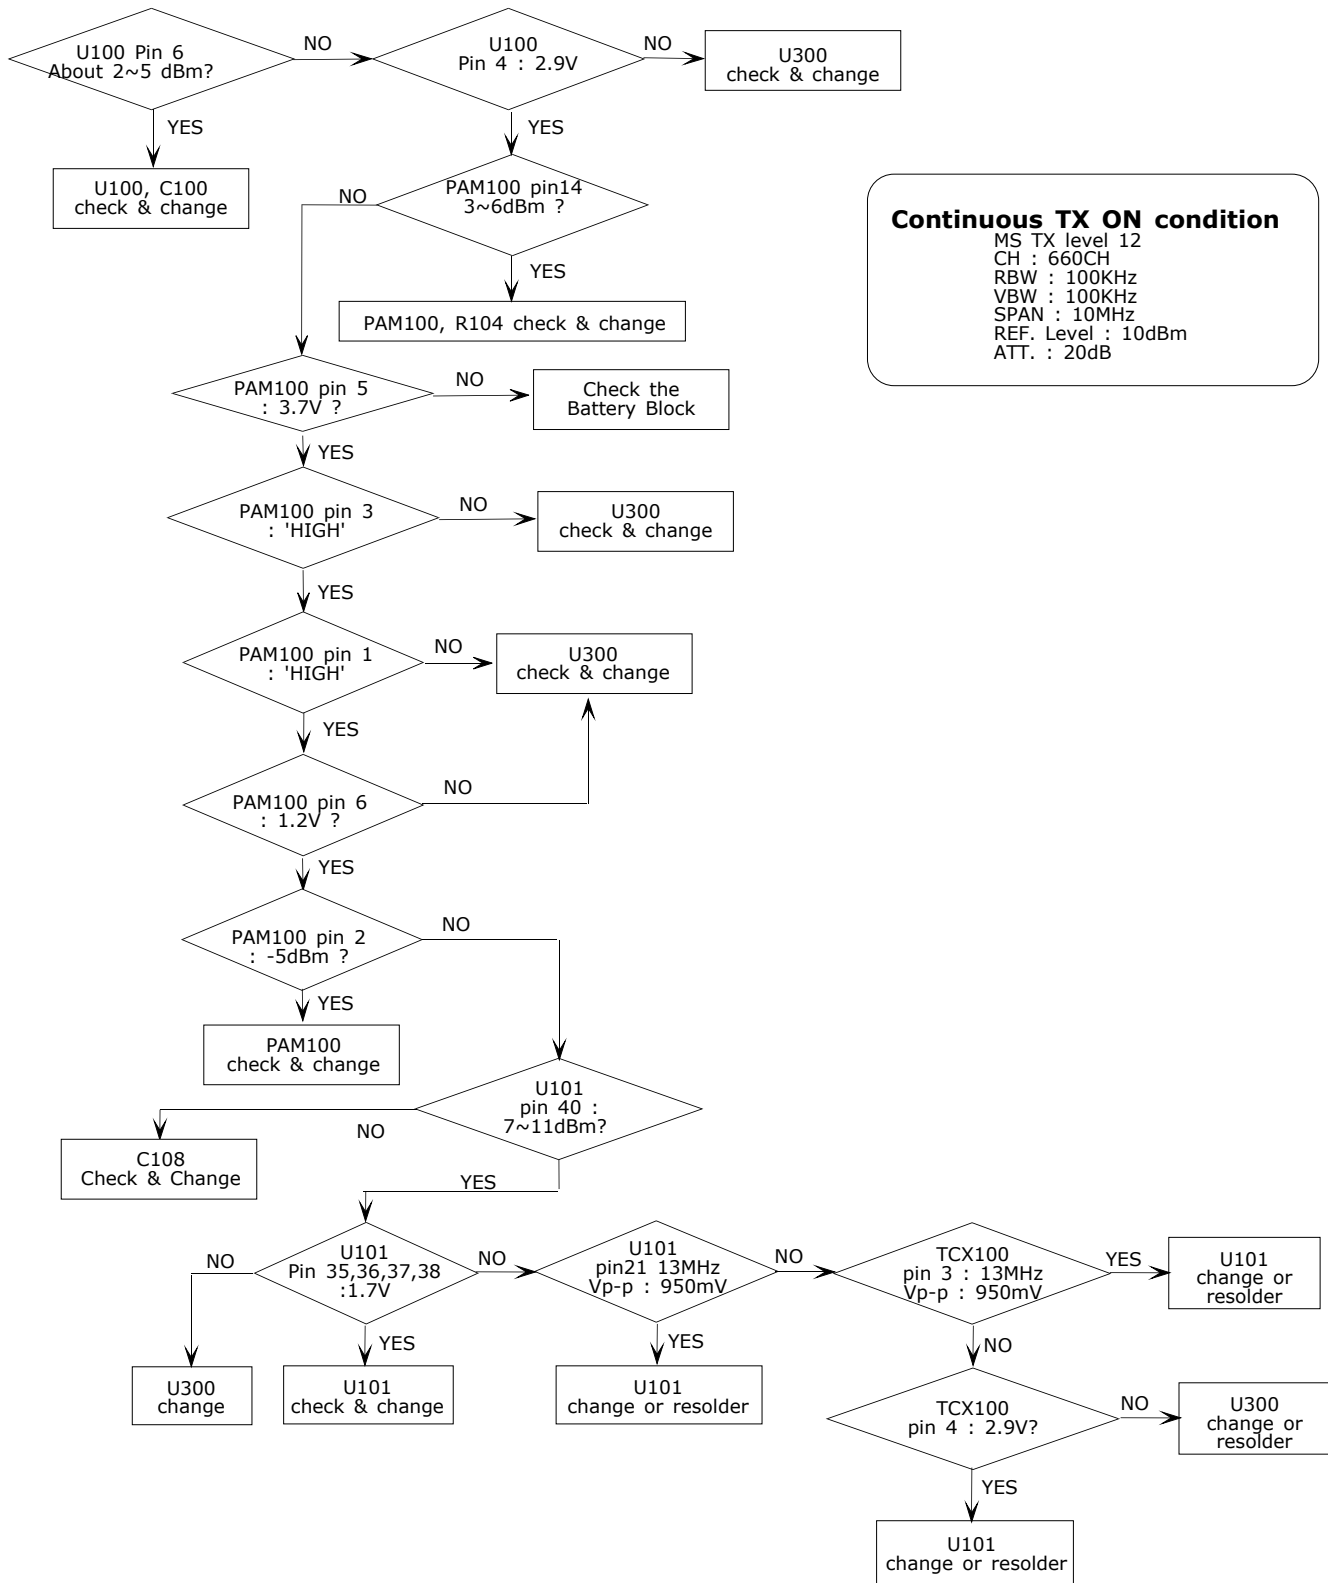 U100 Pin 6
About 2~5 dBm?
NO
U100
Pin 4 : 2.9V
NO
U300
check & change
YES
YES
U100, C100
check & change
NO
PAM100 pin14
3~6dBm ?
YES
PAM100, R104 check & change
Continuous TX ON condition
MS TX level 12
CH : 660CH
RBW : 100KHz
VBW : 100KHz
SPAN : 10MHz
REF. Level : 10dBm
ATT. : 20dB
PAM100 pin 5
: 3.7V ?
NO
Check the
Battery Block
YES
PAM100 pin 3
: 'HIGH'
NO
U300
check & change
YES
PAM100 pin 1
: 'HIGH'
NO
U300
check & change
YES
PAM100 pin 6
: 1.2V ?
NO
YES
PAM100 pin 2
: -5dBm ?
NO
YES
PAM100
check & change
U101
pin 40 :
7~11dBm?
NO
C108
Check & Change
YES
NO
U101
Pin 35,36,37,38
:1.7V
NO
U101
pin21 13MHz
Vp-p : 950mV
NO
TCX100
pin 3 : 13MHz
Vp-p : 950mV
YES
U101
change or
resolder
YES
YES
NO
U300
change
U101
check & change
U101
change or resolder
TCX100
pin 4 : 2.9V?
NO
U300
change or
resolder
YES
U101
change or resolder